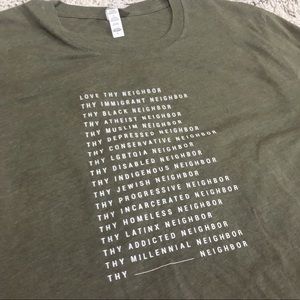 LOVE THY NEIGHBOR
THY IMMIGRANT NEIGHBOR
THY BLACK NEIGHBOR
THY ATHEIST NEIGHBOR
THY MUSLIM NEIGHBOR
THY DEPRESSED NEIGHBOR
THY CONSERVATIVE NEIGHBOR
THY LGBTQIA NEIGHBOR
THY DISABLED NEIGHBOR
THY INDIGENOUS NEIGHBOR
THY JEWISH NEIGHBOR
THY PROGRESSIVE NEIGHBOR
THY INCARCERATED NEIGHBOR
THY HOMELESS NEIGHBOR
THY LATINX NEIGHBOR
THY ADDICTED NEIGHBOR
THY MILLENNIAL NEIGHBOR
THY ________ NEIGHBOR